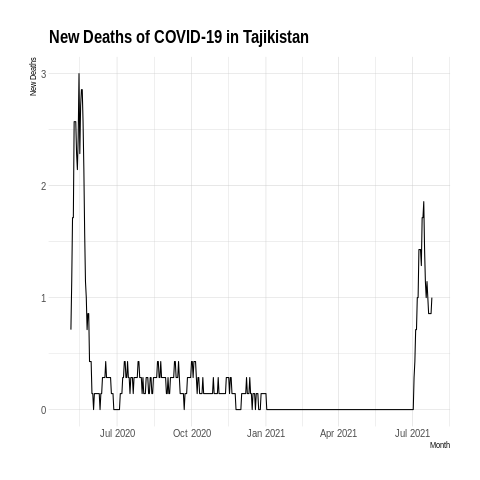 New Deaths of COVID-19 in Tajikistan
New Deaths
3
2
1
0
Jul 2020 Oct 2020 Jan 2021 Apr 2021 Jul 2021
Month